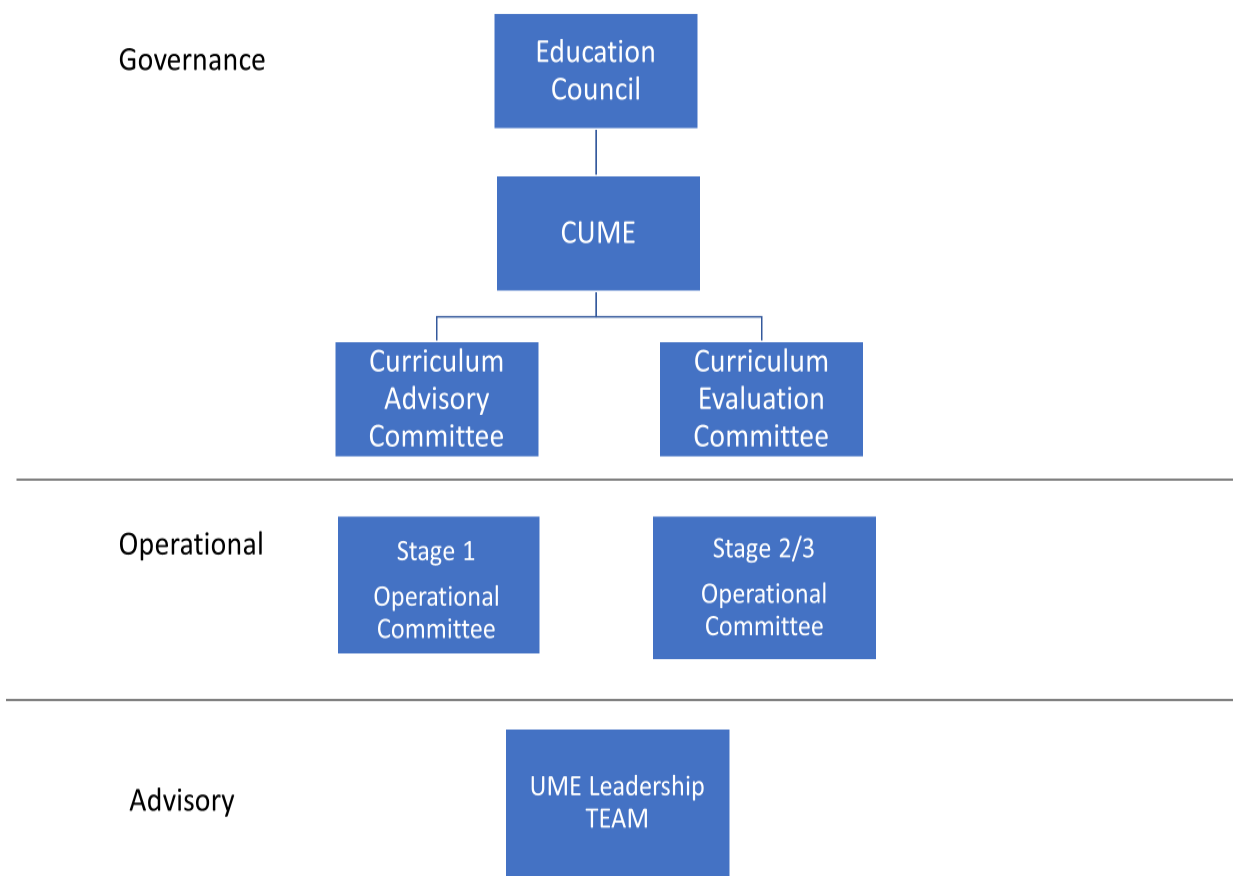 Governance
Education
Council
CUME
Curriculum
Advisory
Committee
Curriculum
Evaluation
Committee
Operational
Stage 1
Operational
Committee
Stage 2/3
Operational
Committee
Advisory
UME Leadership
TEAM